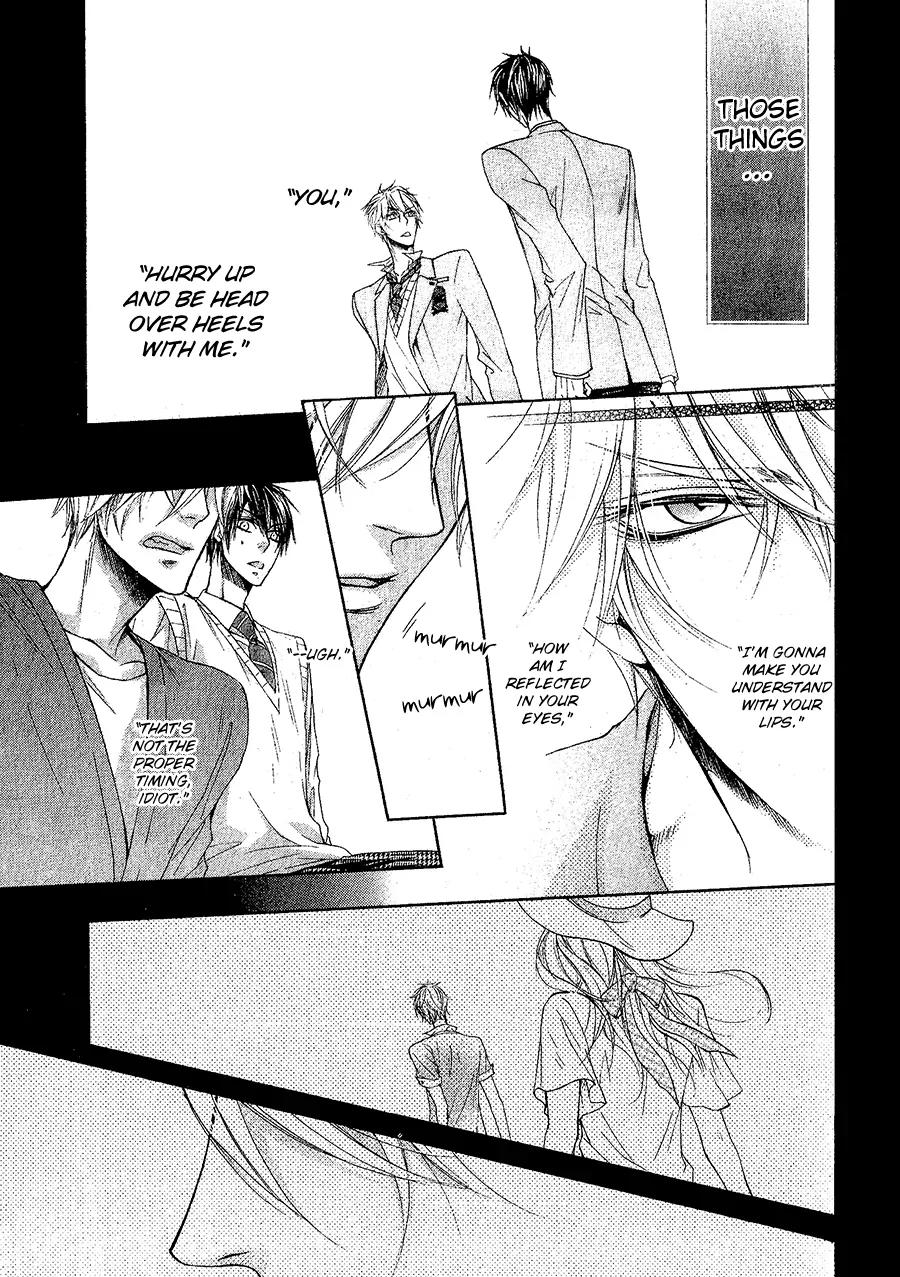 THOSE
THINGS
...
"YOU,"
"HURRY UP
AND BE HEAD
OVER HEELS
WITH ME."
"I'M GONNA
MAKE YOU
UNDERSTAND
WITH YOUR
LIPS."
"HOW
AM I
REFLECTED
IN YOUR
EYES,"
murmur
murmur
"--UGH."
"THAT'S
NOT THE
PROPER
TIMING,
IDIOT."